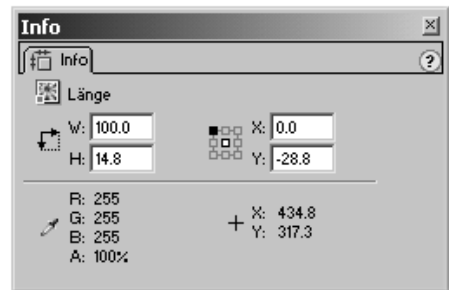 Info
Info
?
Länge
W: 100.0 X: 0.0
H: 14.8 Y: -28.8
R: 255
G: 255 X: 434.8
B: 255 Y: 317.3
A: 100%